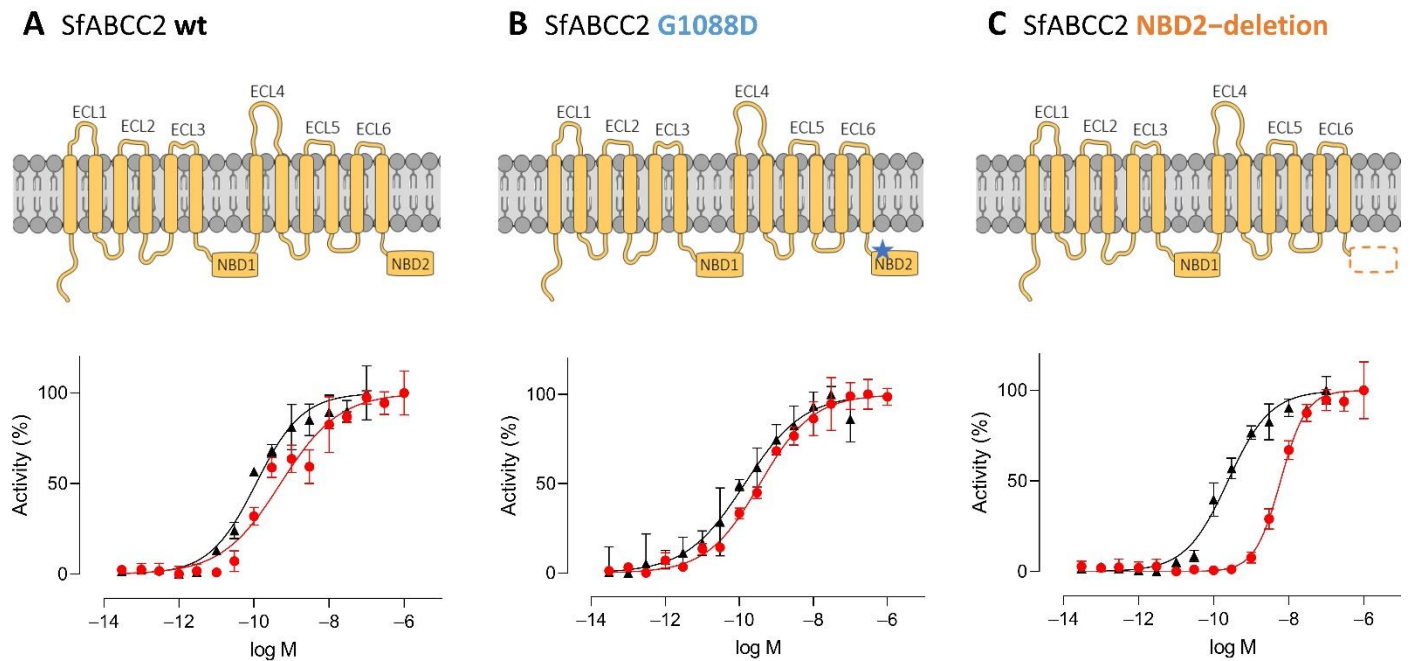 A SfABCC2 wt
ECL1
ECL2
ECL3
ECL4
ECL5
ECL6
NBD1
NBD2
Activity (%)
100
50
0
−14
−12
−10
−8
−6
log M
B SfABCC2 G1088D
ECL1
ECL2
ECL3
ECL4
ECL5
ECL6
NBD1
NBD2
Activity (%)
100
50
0
−14
−12
−10
−8
−6
log M
C SfABCC2 NBD2−deletion
ECL1
ECL2
ECL3
ECL4
ECL5
ECL6
NBD1
Activity (%)
100
50
0
−14
−12
−10
−8
−6
log M